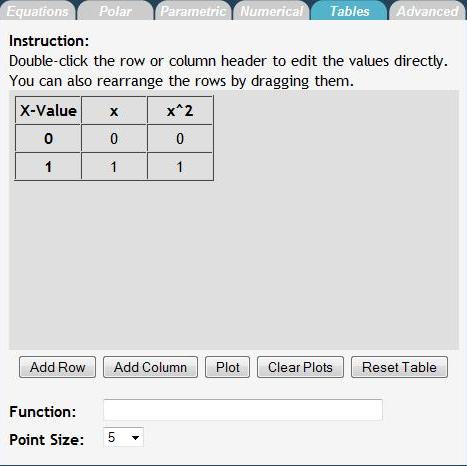 Equations Polar Parametric Numerical Tables Advanced
Instruction:
Double-click the row or column header to edit the values directly.
You can also rearrange the rows by dragging them.
X-Value x x^2
0 0 0
1 1 1
Add Row Add Column Plot Clear Plots Reset Table
Function:
Point Size: 5